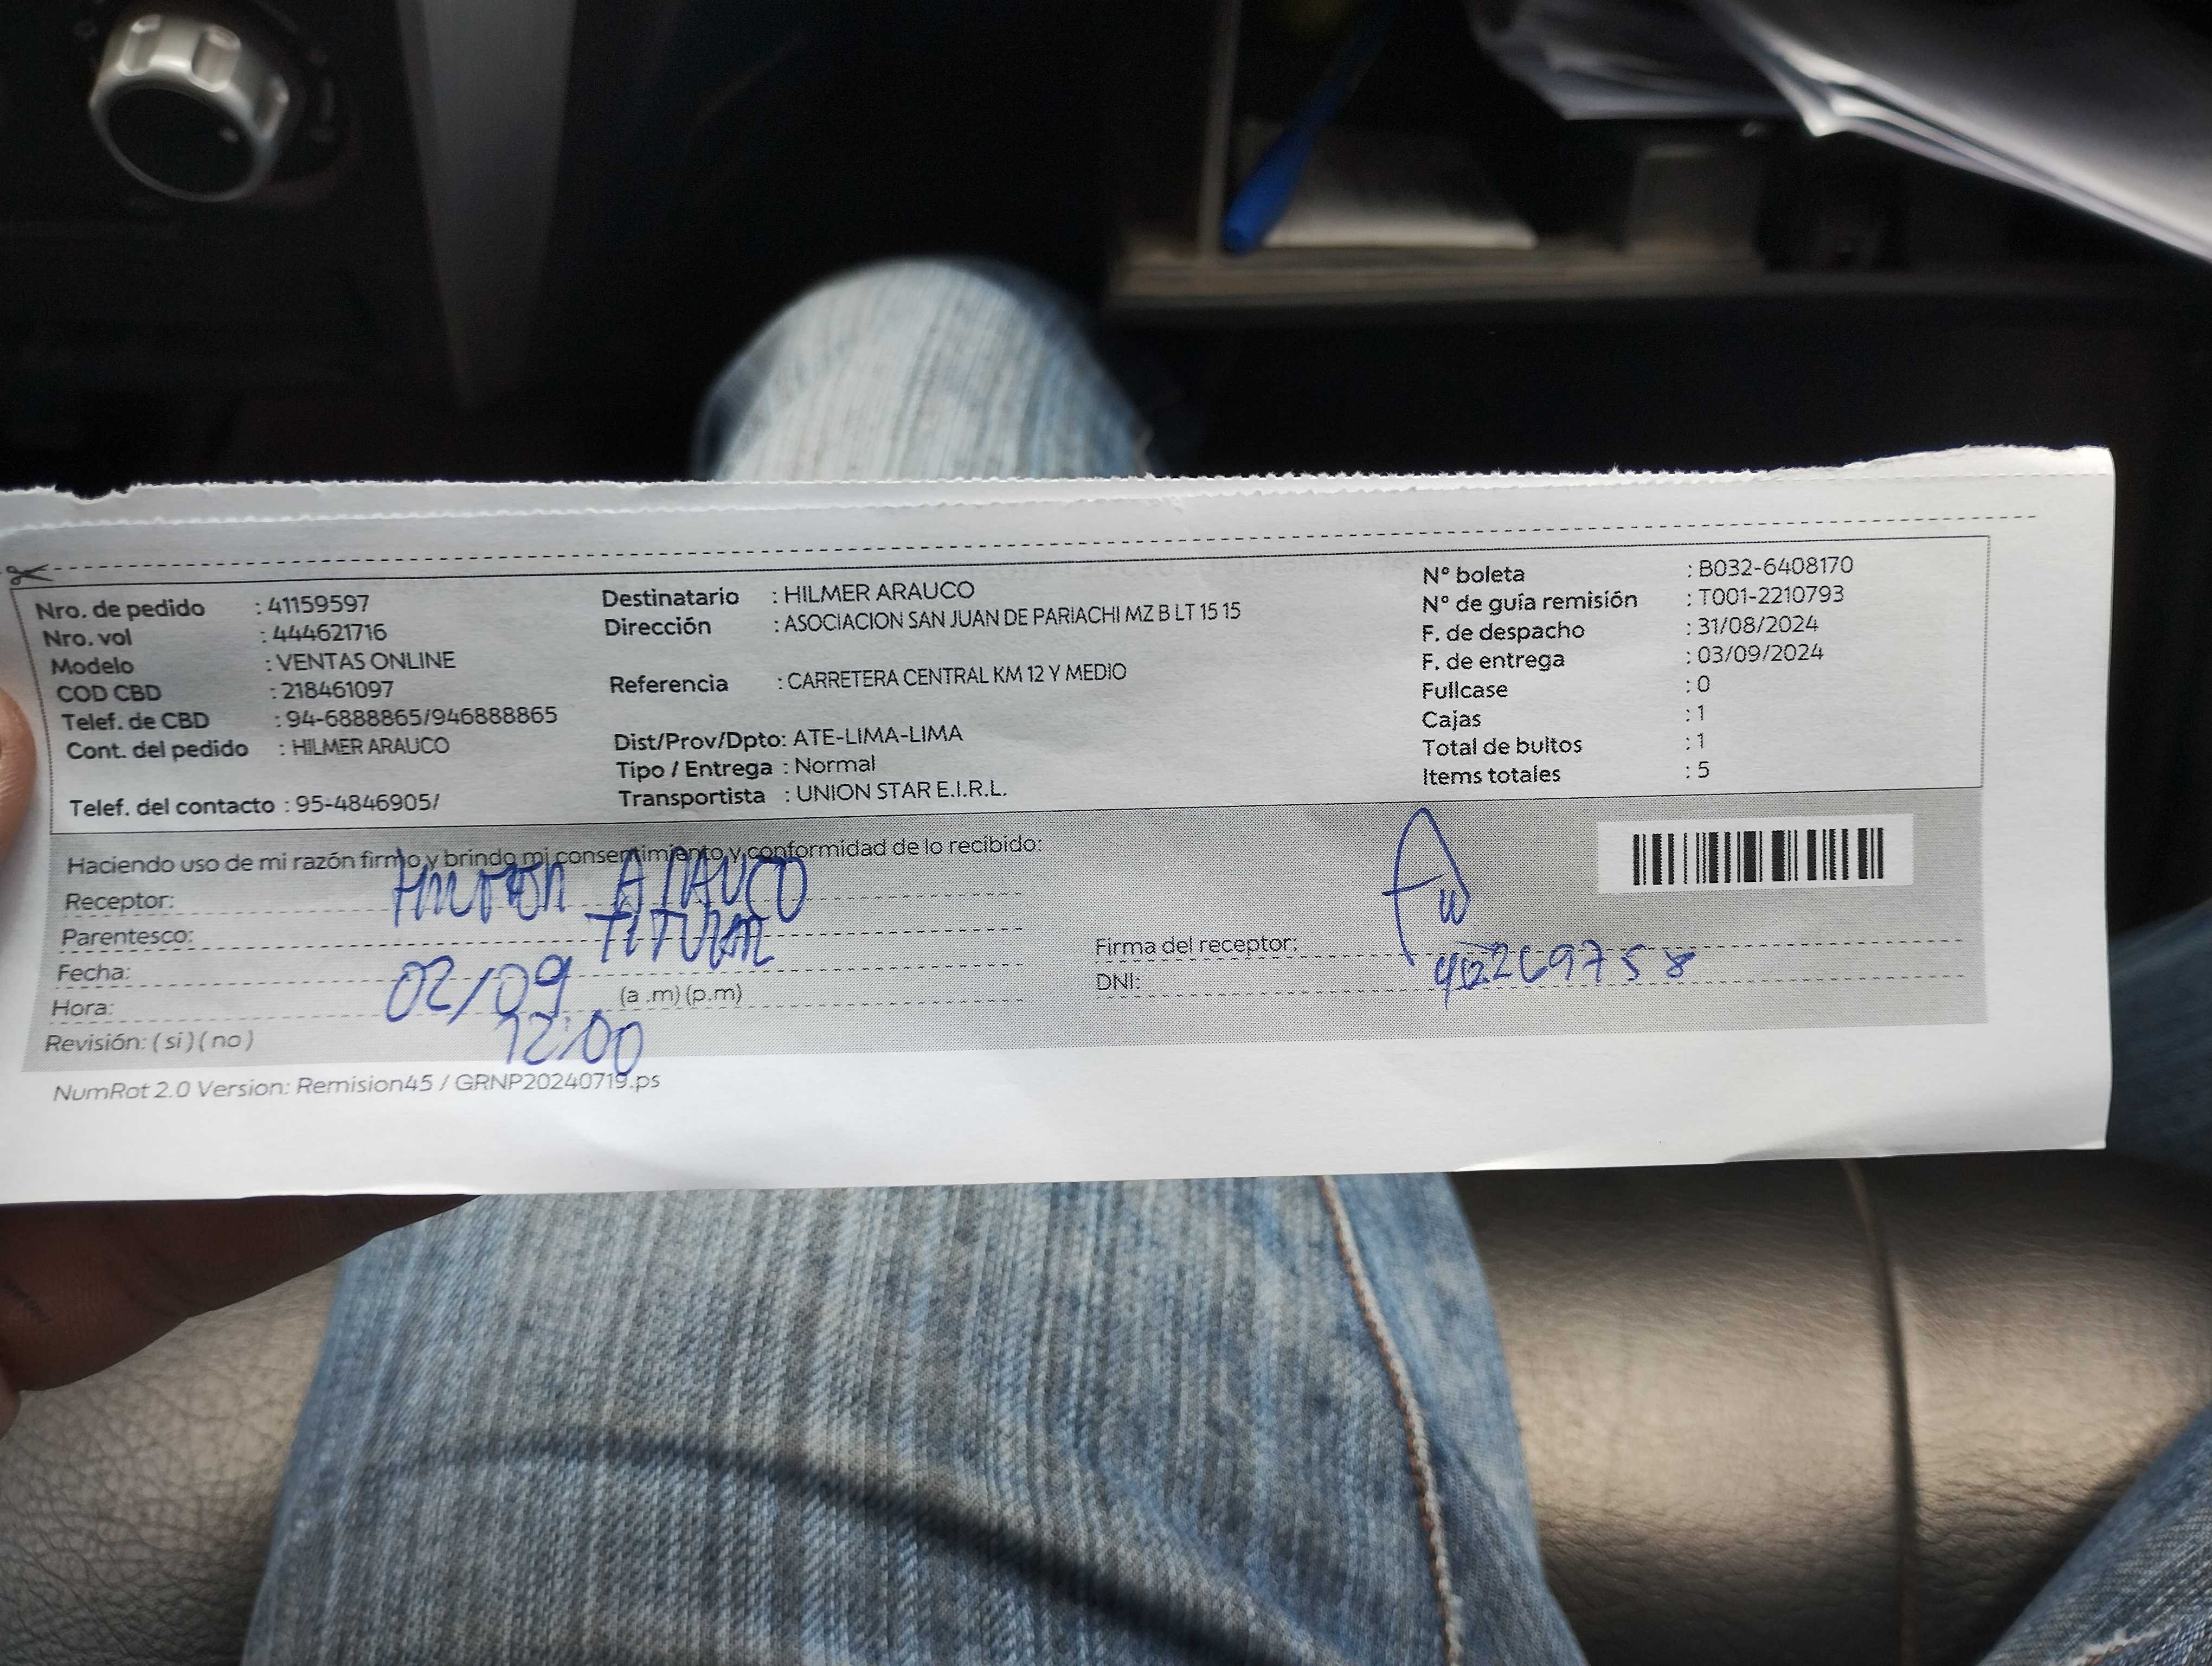 Nro. de pedido : 41159597
Nro. vol : 444621716
Modelo : VENTAS ONLINE
COD CBD : 218461097
Telef. de CBD : 94-6888865/946888865
Cont. del pedido : HILMER ARAUCO
Telef. del contacto : 95-4846905/
Destinatario : HILMER ARAUCO
Dirección : ASOCIACION SAN JUAN DE PARIACHI MZ B LT 15 15
Referencia : CARRETERA CENTRAL KM 12 Y MEDIO
Dist/Prov/Dpto: ATE-LIMA-LIMA
Tipo / Entrega : Normal
Transportista : UNION STAR E.I.R.L.
N° boleta : B032-6408170
N° de guía remisión : T001-2210793
F. de despacho : 31/08/2024
F. de entrega : 03/09/2024
Fullcase : 0
Cajas : 1
Total de bultos : 1
Items totales : 5
Haciendo uso de mi razón firmo y brindo mi consentimiento y conformidad de lo recibido:
Receptor: ARAUCO
Parentesco:
Fecha: 02/09
Hora: 12:00 (a .m) (p.m)
Revisión: ( si ) ( no )
Firma del receptor:
DNI:
NumRot 2.0 Version: Remision45 / GRNP20240719.ps